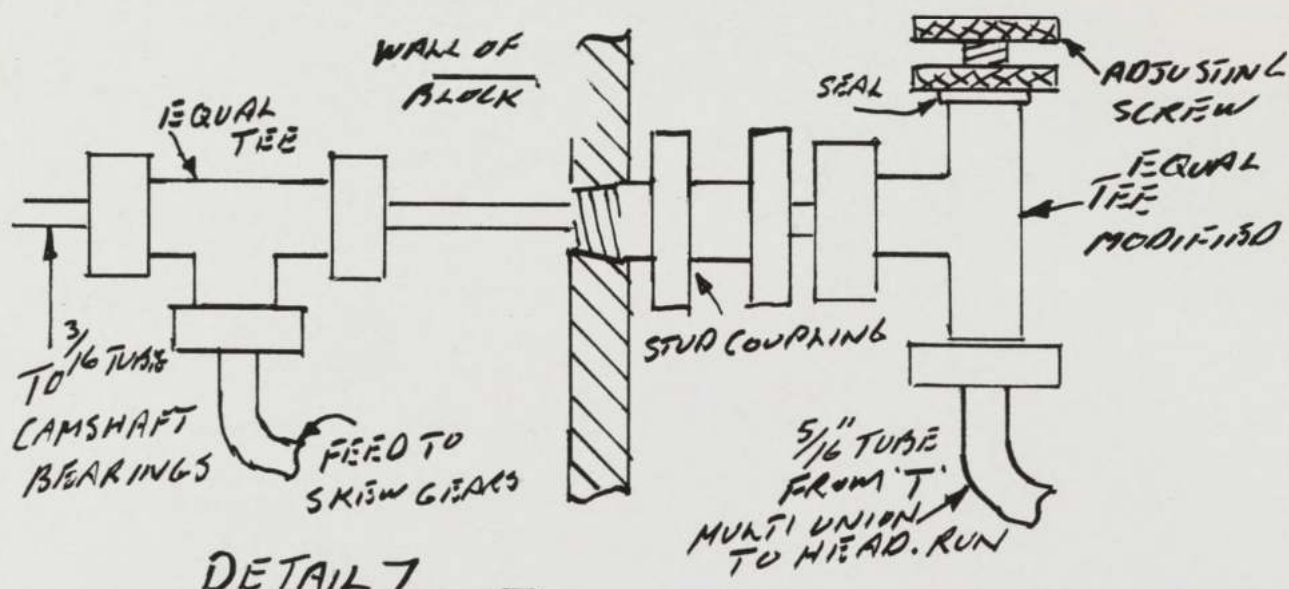 WALL OF
BLOCK
EQUAL
TEE
SEAL
ADJUSTING
SCREW
EQUAL
TEE
MODIFIED
STUD COUPLING
3/16 TUBE
TO
CAMSHAFT
BEARINGS
FEED TO
SKEW GEARS
5/16" TUBE
FROM 'T'
MULTI UNION
TO HEAD. RUN
DETAIL 7